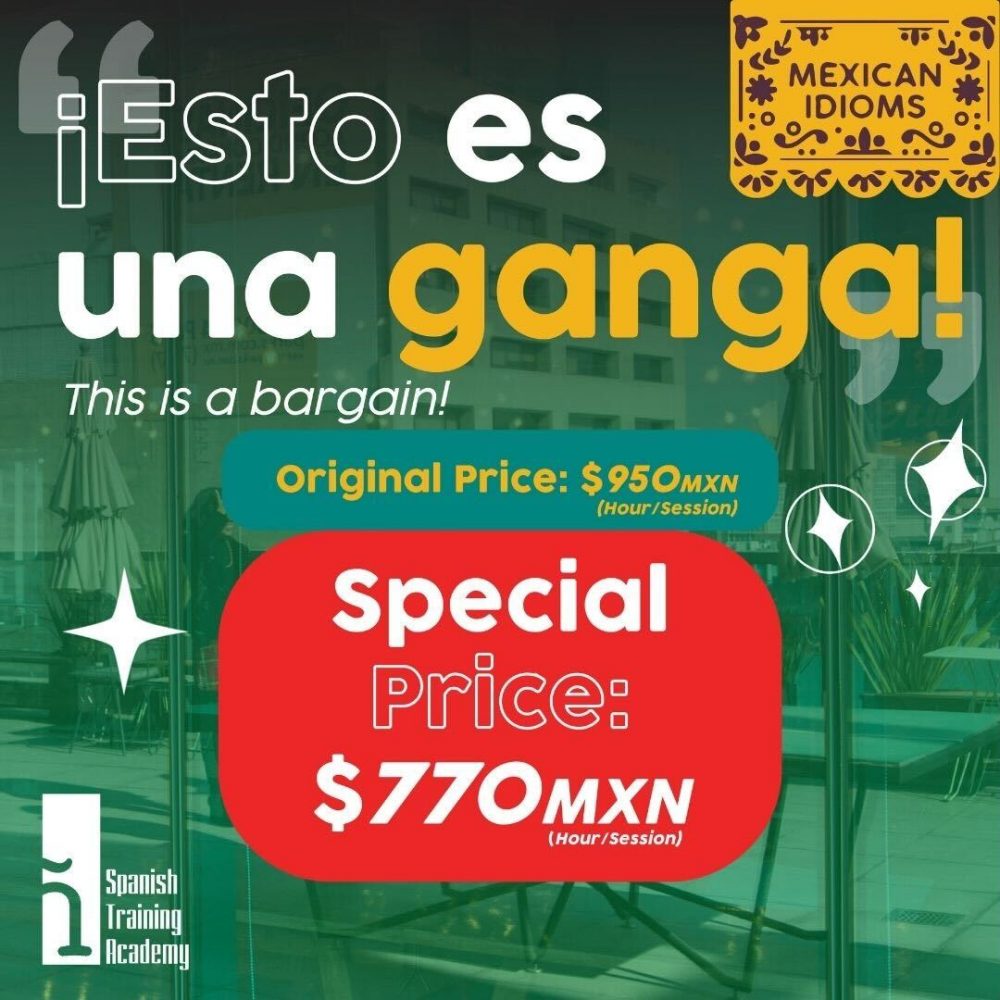 ¡Esto es
una ganga!
This is a bargain!
MEXICAN
IDIOMS
Original Price: $950MXN
(Hour/Session)
Special
Price:
$770MXN
(Hour/Session)
Spanish
Training
Academy